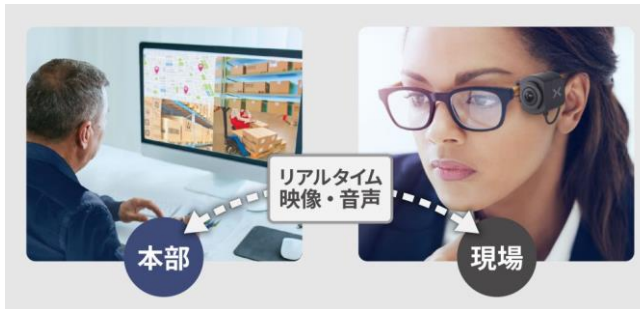 リアルタイム
映像・音声
本部
現場